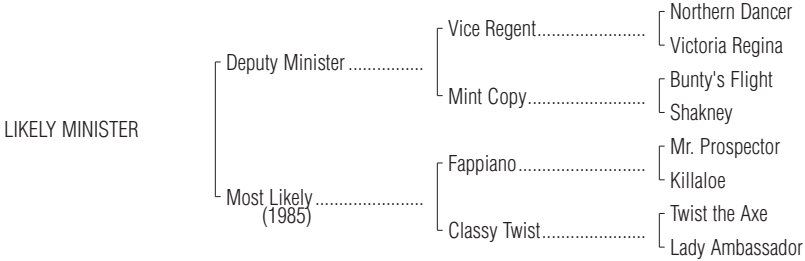 Northern Dancer
Vice Regent.......................
Victoria Regina
Deputy Minister ................
Bunty's Flight
Mint Copy.........................
Shakney
LIKELY MINISTER
Mr. Prospector
Fappiano...........................
Killaloe
Most Likely.......................
(1985)
Twist the Axe
Classy Twist......................
Lady Ambassador